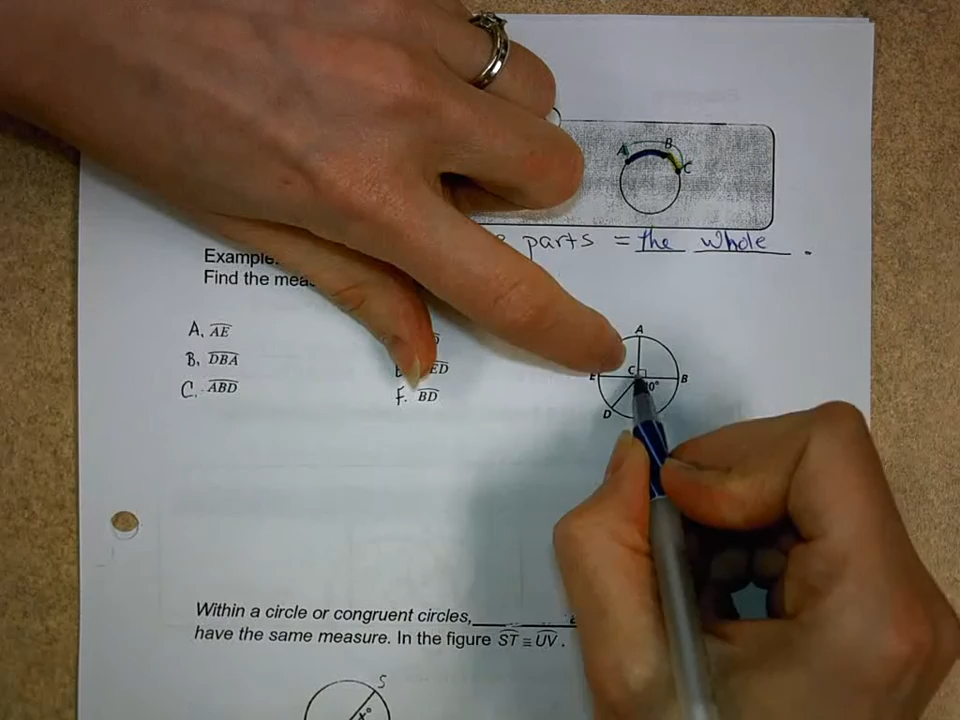 A B C
parts = the whole.
Example:
Find the
A. AE
B. DBA
C. ABD
ED
F. BD
A
E C B
D
Within a circle or congruent circles,
have the same measure. In the figure ST ≅ UV.
S
x°